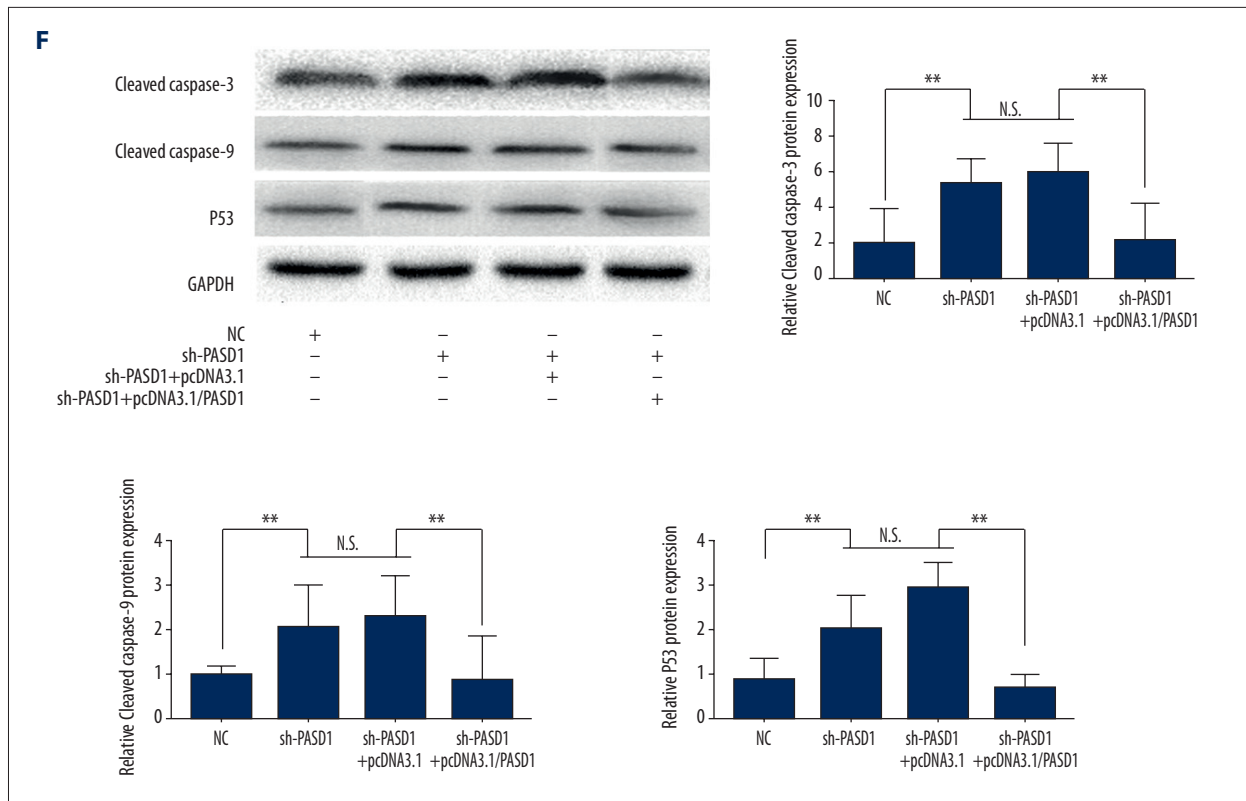 F
Cleaved caspase-3
Cleaved caspase-9
P53
GAPDH
NC + – – –
sh-PASD1 – + + +
sh-PASD1+pcDNA3.1 – – + –
sh-PASD1+pcDNA3.1/PASD1 – – – +
Relative Cleaved caspase-3 protein expression
10
8
6
4
2
0
** **
N.S.
NC sh-PASD1 sh-PASD1 sh-PASD1
+pcDNA3.1 +pcDNA3.1/PASD1
Relative Cleaved caspase-9 protein expression
4
3
2
1
0
** **
N.S.
NC sh-PASD1 sh-PASD1 sh-PASD1
+pcDNA3.1 +pcDNA3.1/PASD1
Relative P53 protein expression
4
3
2
1
0
** **
N.S.
NC sh-PASD1 sh-PASD1 sh-PASD1
+pcDNA3.1 +pcDNA3.1/PASD1